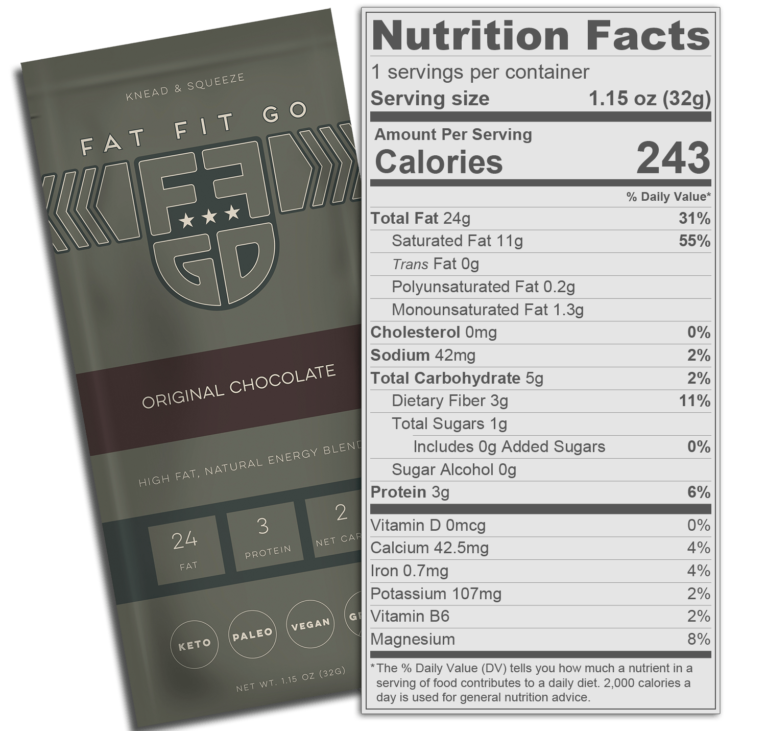 KNEAD & SQUEEZE
FAT FIT GO
FF
GO
ORIGINAL CHOCOLATE
HIGH FAT, NATURAL ENERGY BLEND
24
FAT
3
PROTEIN
2
NET CAR
KETO
PALEO
VEGAN
NET WT. 1.15 OZ (32G)
Nutrition Facts
1 servings per container
Serving size 1.15 oz (32g)
Amount Per Serving
Calories 243
% Daily Value*
Total Fat 24g 31%
Saturated Fat 11g 55%
Trans Fat 0g
Polyunsaturated Fat 0.2g
Monounsaturated Fat 1.3g
Cholesterol 0mg 0%
Sodium 42mg 2%
Total Carbohydrate 5g 2%
Dietary Fiber 3g 11%
Total Sugars 1g
Includes 0g Added Sugars 0%
Sugar Alcohol 0g
Protein 3g 6%
Vitamin D 0mcg 0%
Calcium 42.5mg 4%
Iron 0.7mg 4%
Potassium 107mg 2%
Vitamin B6 2%
Magnesium 8%
*The % Daily Value (DV) tells you how much a nutrient in a
serving of food contributes to a daily diet. 2,000 calories a
day is used for general nutrition advice.